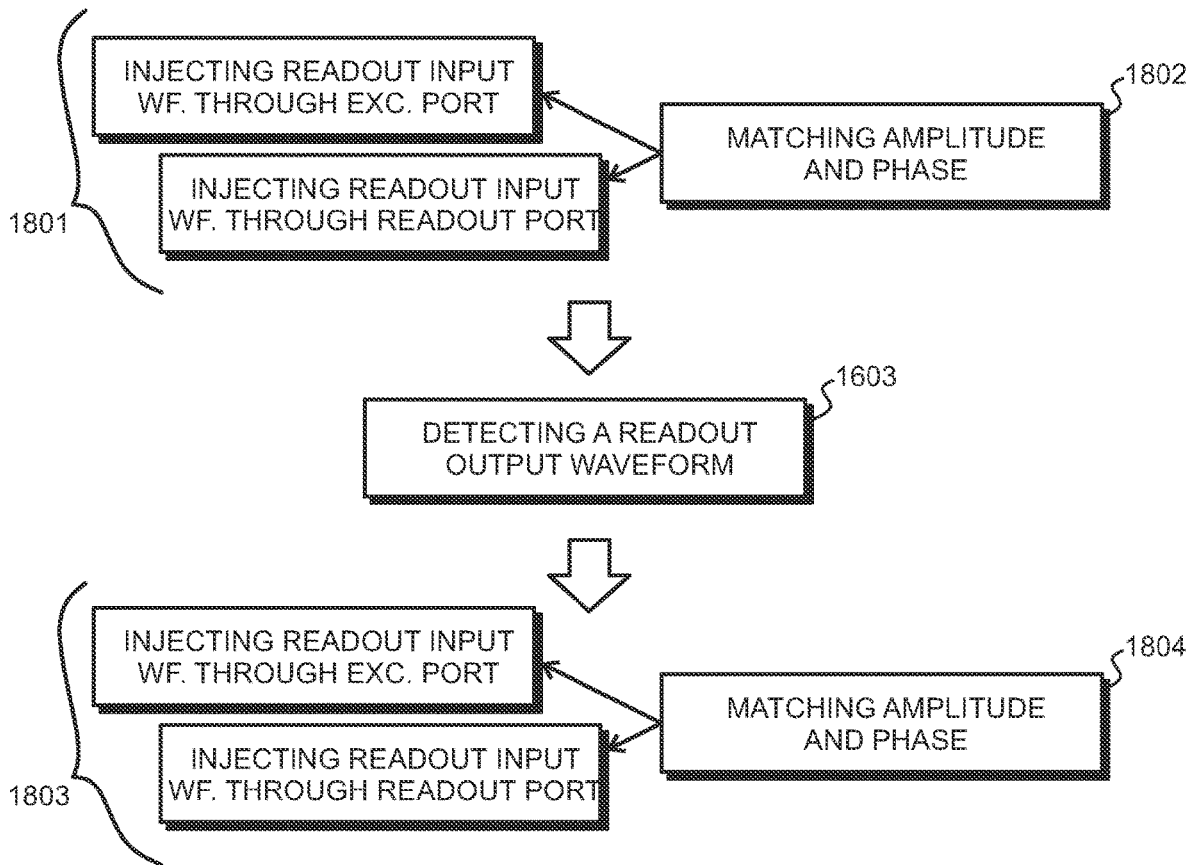 INJECTING READOUT INPUT
WF. THROUGH EXC. PORT
1802
MATCHING AMPLITUDE
AND PHASE
INJECTING READOUT INPUT
WF. THROUGH READOUT PORT
1801
1603
DETECTING A READOUT
OUTPUT WAVEFORM
INJECTING READOUT INPUT
WF. THROUGH EXC. PORT
1804
MATCHING AMPLITUDE
AND PHASE
INJECTING READOUT INPUT
WF. THROUGH READOUT PORT
1803